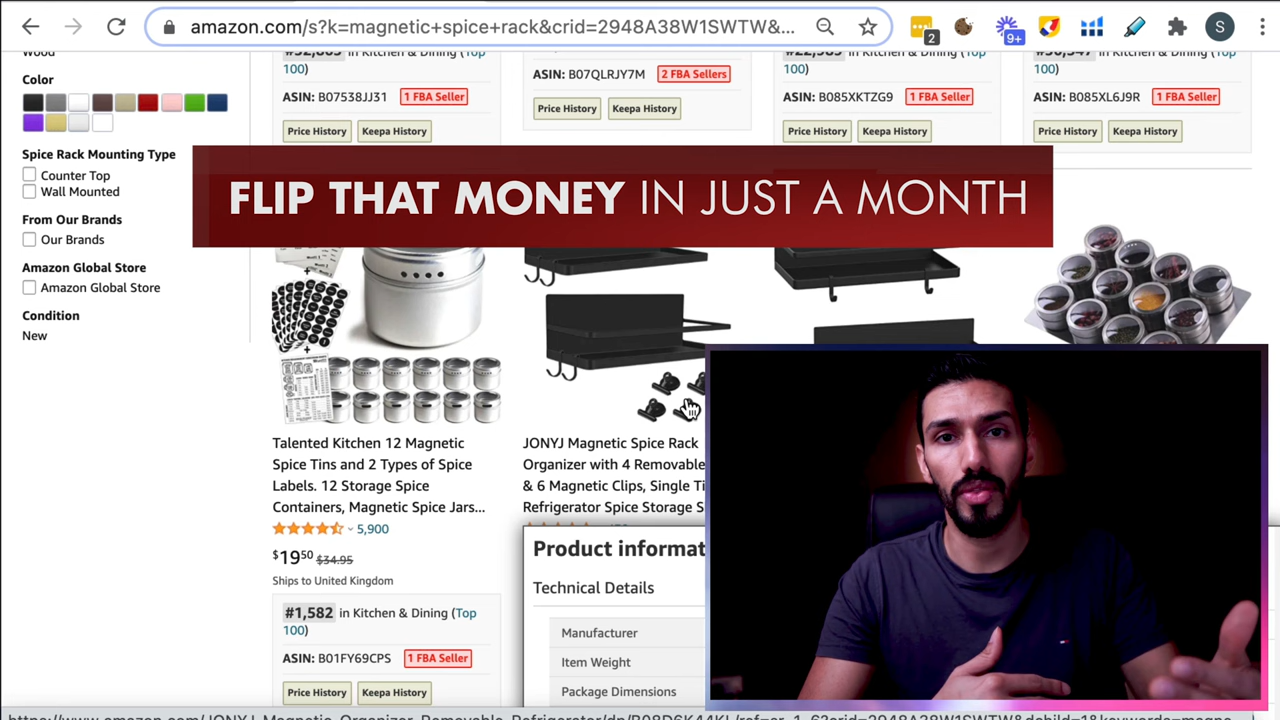 amazon.com/s?k=magnetic+spice+rack&crid=2948A38W1SWTW&...
2
9+
S
Wood
in Kitchen & Dining (Top
100)
ASIN: B07538JJ31 1 FBA Seller
Price History Keepa History
ASIN: B07QLRJY7M 2 FBA Sellers
Price History Keepa History
in Kitchen & Dining (Top
100)
ASIN: B085XKTZG9 1 FBA Seller
Price History Keepa History
in Kitchen & Dining (Top
100)
ASIN: B085XL6J9R 1 FBA Seller
Price History Keepa History
Color
Spice Rack Mounting Type
Counter Top
Wall Mounted
From Our Brands
Our Brands
Amazon Global Store
Amazon Global Store
Condition
New
FLIP THAT MONEY IN JUST A MONTH
Talented Kitchen 12 Magnetic
Spice Tins and 2 Types of Spice
Labels. 12 Storage Spice
Containers, Magnetic Spice Jars...
5,900
$19.50 $34.95
Ships to United Kingdom
#1,582 in Kitchen & Dining (Top
100)
ASIN: B01FY69CPS 1 FBA Seller
Price History Keepa History
JONYJ Magnetic Spice Rack
Organizer with 4 Removable
& 6 Magnetic Clips, Single Ti
Refrigerator Spice Storage S
Product informat
Technical Details
Manufacturer
Item Weight
Package Dimensions